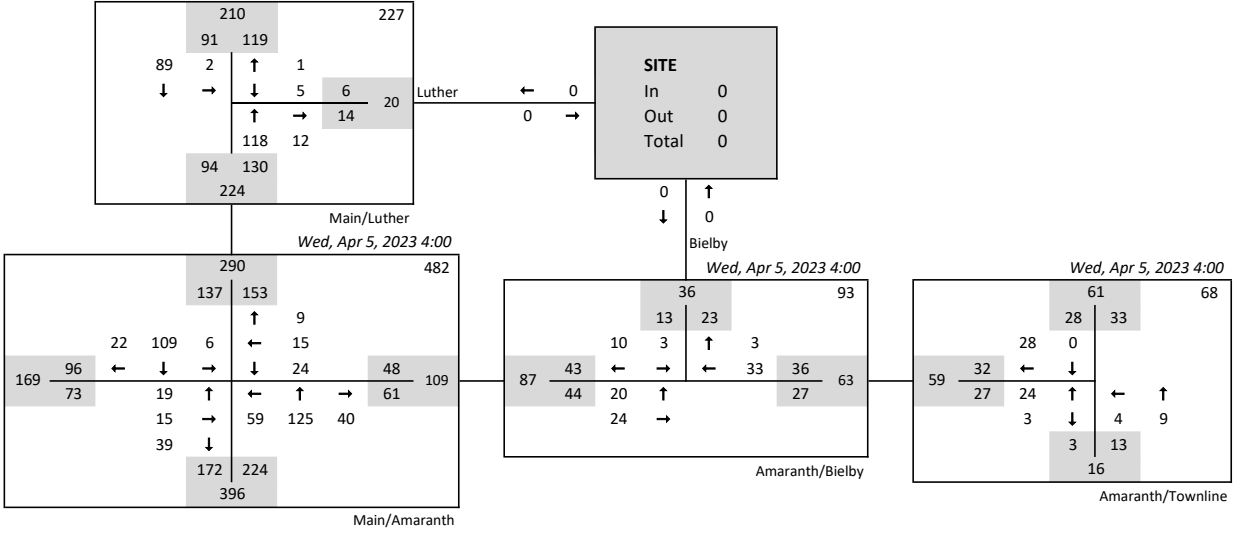 210 227
91 119
89 2 ↑ 1
↓ → ↓ 5 6
20
↑ → 14
118 12
94 130
224
Main/Luther
Luther
← 0
0 →
SITE
In 0
Out 0
Total 0
0 ↑
↓ 0
Bielby
Wed, Apr 5, 2023 4:00
290 482
137 153
↑ 9
22 109 6 ← 15
96 ← ↓ → ↓ 24 48
169 109
73 19 ↑ ← ↑ → 61
15 → 59 125 40
39 ↓
172 224
396
Main/Amaranth
Wed, Apr 5, 2023 4:00
36 93
13 23
10 3 ↑ 3
43 ← → ← 33 36
87 63
44 20 ↑ 27
24 →
Amaranth/Bielby
Wed, Apr 5, 2023 4:00
61 68
28 33
28 0
32 ← ↓
59
27 24 ↑ ← ↑
3 ↓ 4 9
3 13
16
Amaranth/Townline